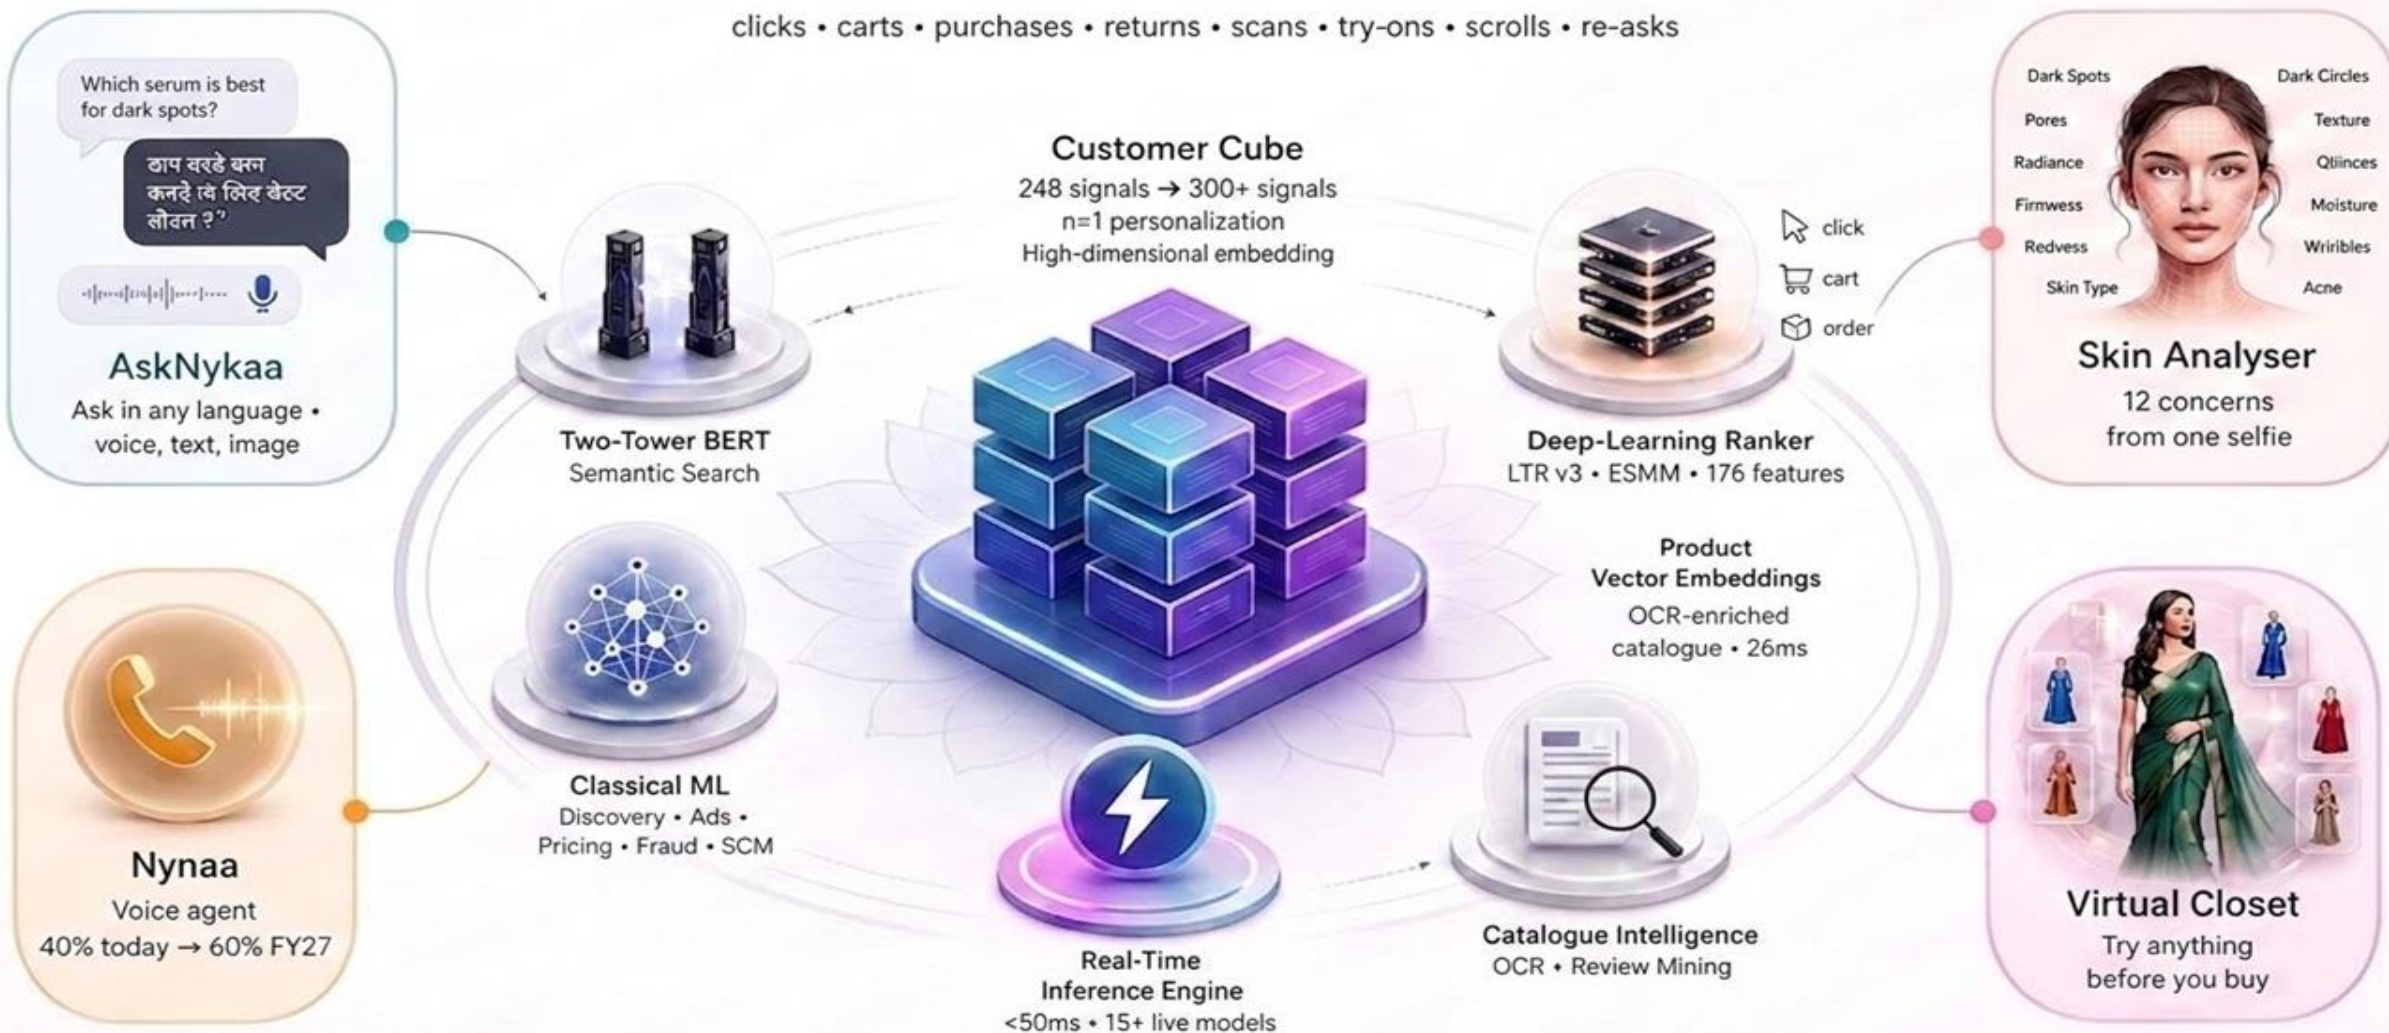 clicks • carts • purchases • returns • scans • try-ons • scrolls • re-asks
Which serum is best
for dark spots?
AskNykaa
Ask in any language •
voice, text, image
Nynaa
Voice agent
40% today → 60% FY27
Two-Tower BERT
Semantic Search
Classical ML
Discovery • Ads •
Pricing • Fraud • SCM
Customer Cube
248 signals → 300+ signals
n=1 personalization
High-dimensional embedding
Real-Time
Inference Engine
<50ms • 15+ live models
click
cart
order
Deep-Learning Ranker
LTR v3 • ESMM • 176 features
Product
Vector Embeddings
OCR-enriched
catalogue • 26ms
Catalogue Intelligence
OCR • Review Mining
Dark Spots
Dark Circles
Pores
Texture
Radiance
Qliinces
Firnwess
Moisture
Redvess
Wriribles
Skin Type
Acne
Skin Analyser
12 concerns
from one selfie
Virtual Closet
Try anything
before you buy